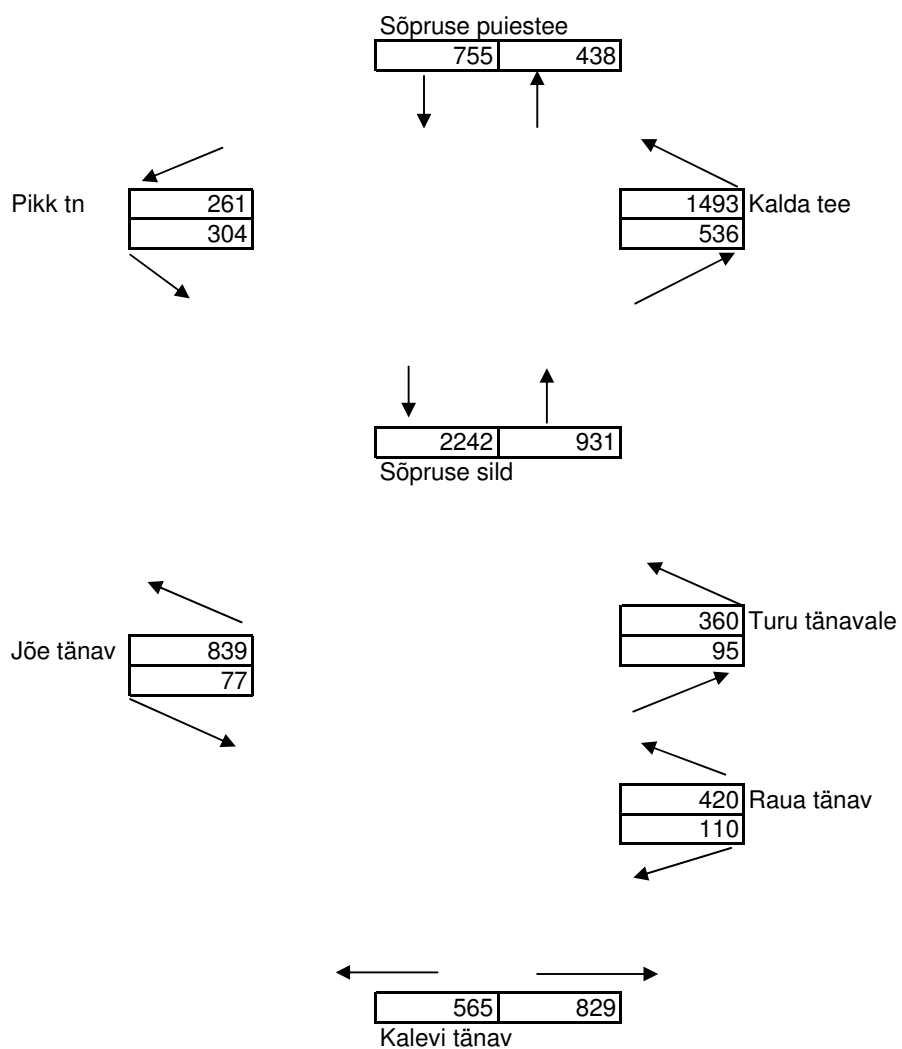 Sõpruse puiestee
755 438
Pikk tn 261 1493 Kalda tee
304 536
2242 931
Sõpruse sild
360 Turu tänavale
Jõe tänav 839 95
77
420 Raua tänav
110
565 829
Kalevi tänav